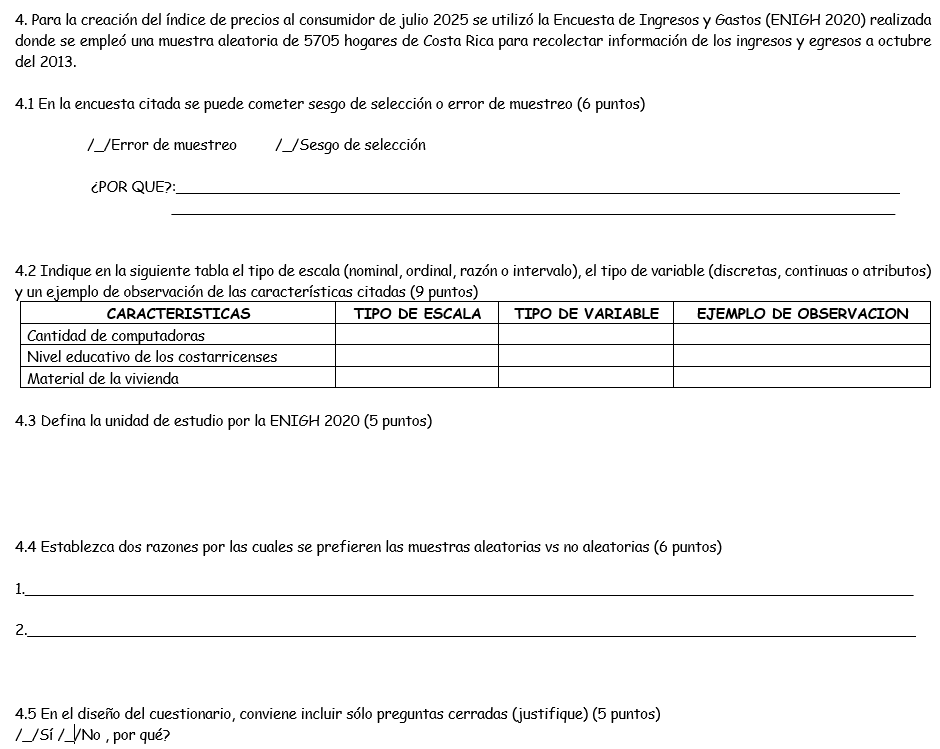 4. Para la creación del índice de precios al consumidor de julio 2025 se utilizó la Encuesta de Ingresos y Gastos (ENIGH 2020) realizada
donde se empleó una muestra aleatoria de 5705 hogares de Costa Rica para recolectar información de los ingresos y egresos a octubre
del 2013.
4.1 En la encuesta citada se puede cometer sesgo de selección o error de muestreo (6 puntos)
/_/Error de muestreo /_/Sesgo de selección
¿POR QUE?:
4.2 Indique en la siguiente tabla el tipo de escala (nominal, ordinal, razón o intervalo), el tipo de variable (discretas, continuas o atributos)
y un ejemplo de observación de las características citadas (9 puntos)
CARACTERISTICAS TIPO DE ESCALA TIPO DE VARIABLE EJEMPLO DE OBSERVACION
Cantidad de computadoras
Nivel educativo de los costarricenses
Material de la vivienda
4.3 Defina la unidad de estudio por la ENIGH 2020 (5 puntos)
4.4 Establezca dos razones por las cuales se prefieren las muestras aleatorias vs no aleatorias (6 puntos)
1.
2.
4.5 En el diseño del cuestionario, conviene incluir sólo preguntas cerradas (justifique) (5 puntos)
/_/Sí /_/No , por qué?